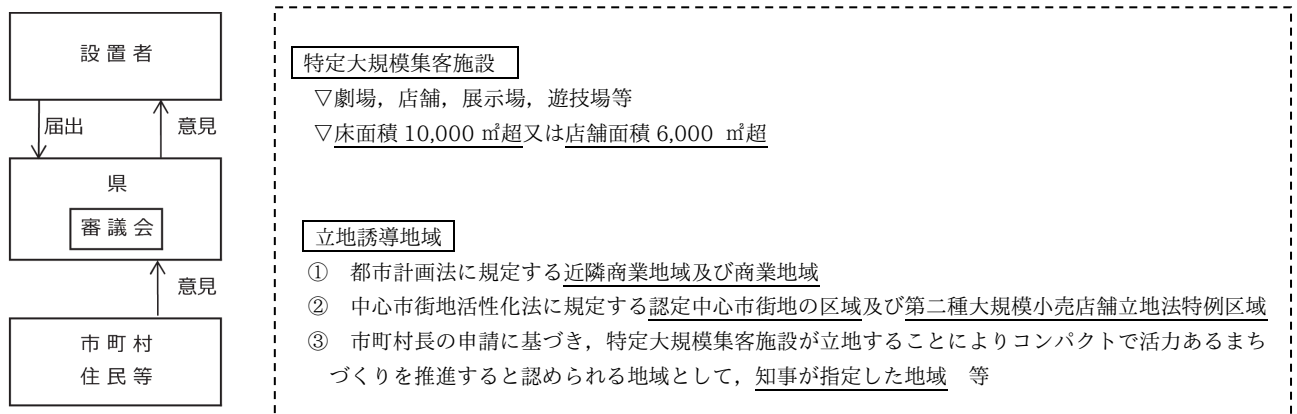 設置者
届出
意見
県
審議会
意見
市町村
住民等
特定大規模集客施設
▽劇場，店舗，展示場，遊技場等
▽床面積 10,000 ㎡超又は店舗面積 6,000 ㎡超
立地誘導地域
① 都市計画法に規定する近隣商業地域及び商業地域
② 中心市街地活性化法に規定する認定中心市街地の区域及び第二種大規模小売店舗立地法特例区域
③ 市町村長の申請に基づき，特定大規模集客施設が立地することによりコンパクトで活力あるまち
づくりを推進すると認められる地域として，知事が指定した地域 等